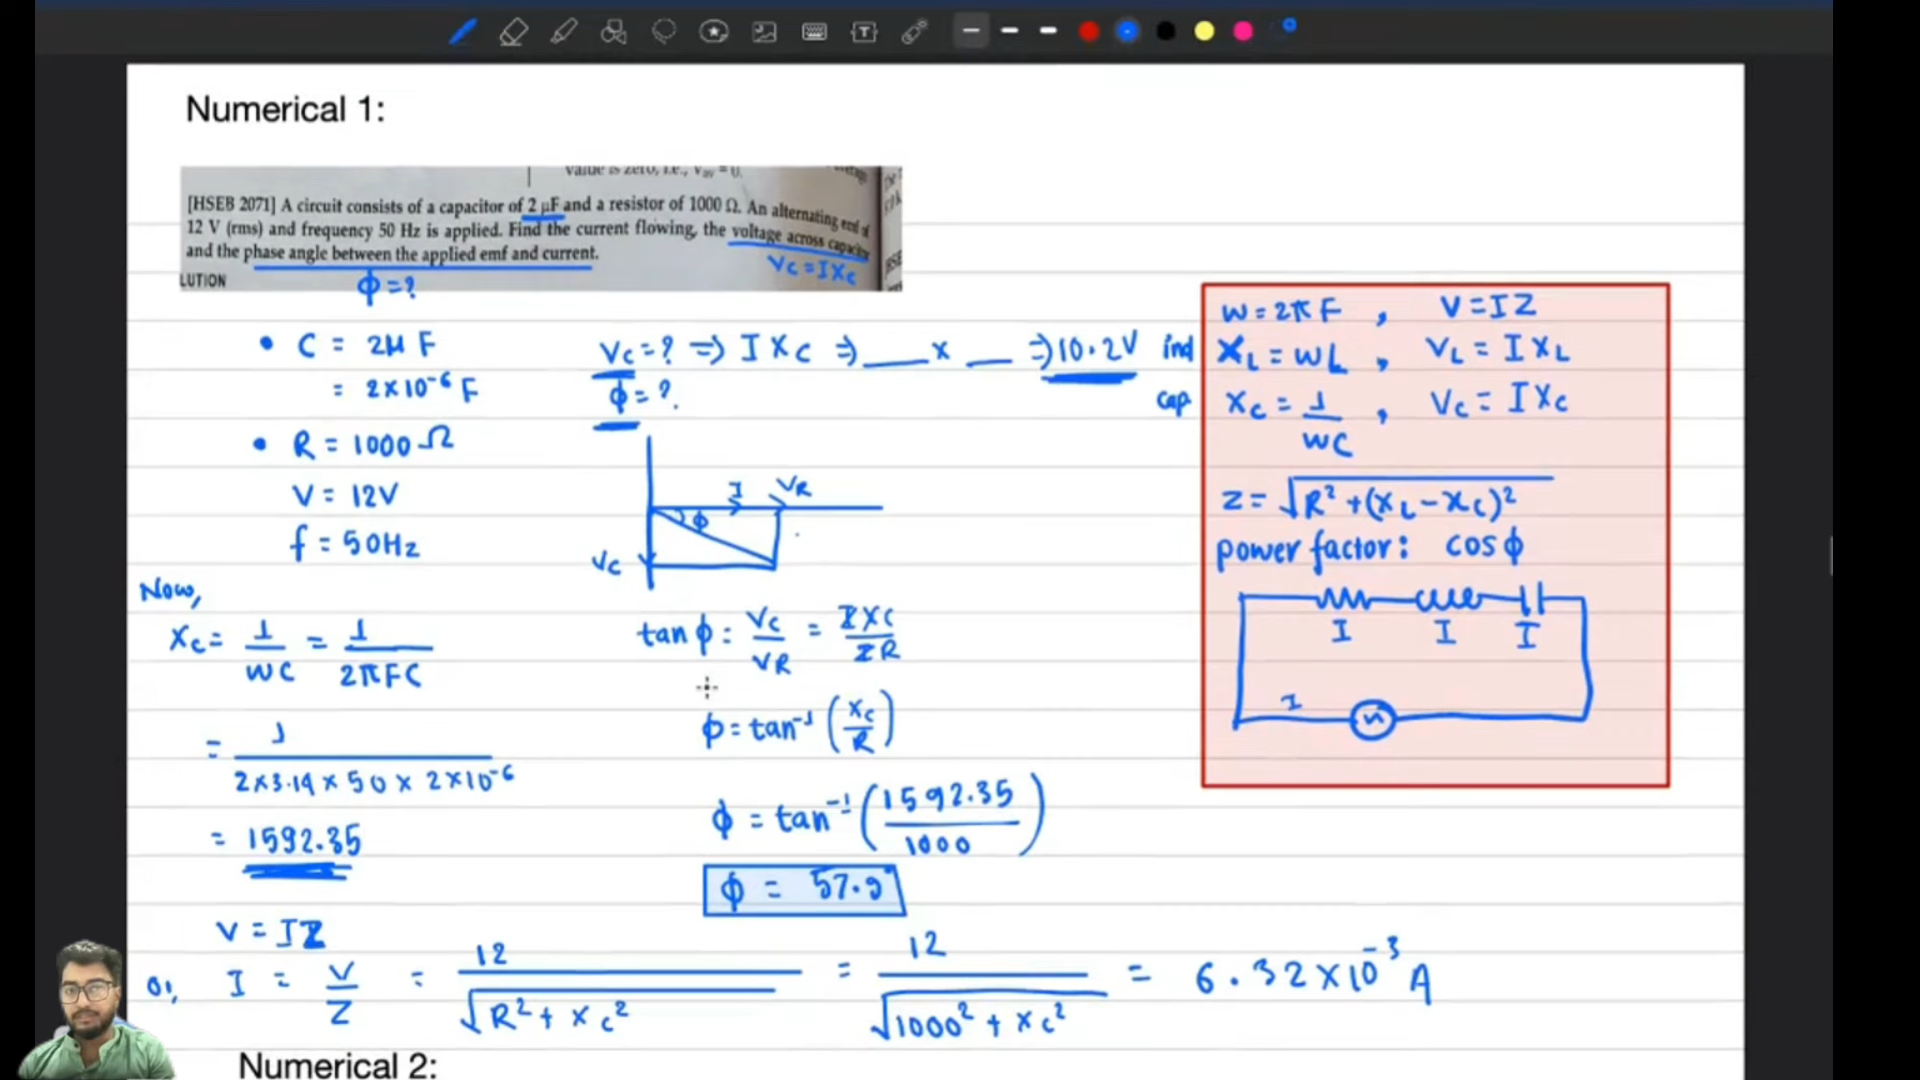 Numerical 1:
value is zero, i.e., Vav = 0.
[HSEB 2071] A circuit consists of a capacitor of 2 μF and a resistor of 1000 Ω. An alternating emf of
12 V (rms) and frequency 50 Hz is applied. Find the current flowing, the voltage across capacitor
and the phase angle between the applied emf and current.
VC = IXC
LUTION
ϕ = ?
• C = 2μF
= 2×10⁻⁶ F
• R = 1000Ω
V = 12V
f = 50Hz
VC = ? ⇒ I XC ⇒ ___ x ___ ⇒ 10.2V
ϕ = ?
I VR
ϕ
VC
Now,
XC = 1/WC = 1/2πFC
= 1/2×3.14×50×2×10⁻⁶
= 1592.35
tan ϕ = VC/VR = IXC/IR
ϕ = tan⁻¹ (XC/R)
ϕ = tan⁻¹ (1592.35/1000)
ϕ = 57.9°
V = IZ
or, I = V/Z = 12/√R² + XC² = 12/√1000² + XC² = 6.32×10⁻³ A
W = 2πF , V = IZ
ind XL = WL , VL = IXL
cap XC = 1/WC , VC = IXC
Z = √R² + (XL - XC)²
power factor: cosϕ
I I I
I
Numerical 2: